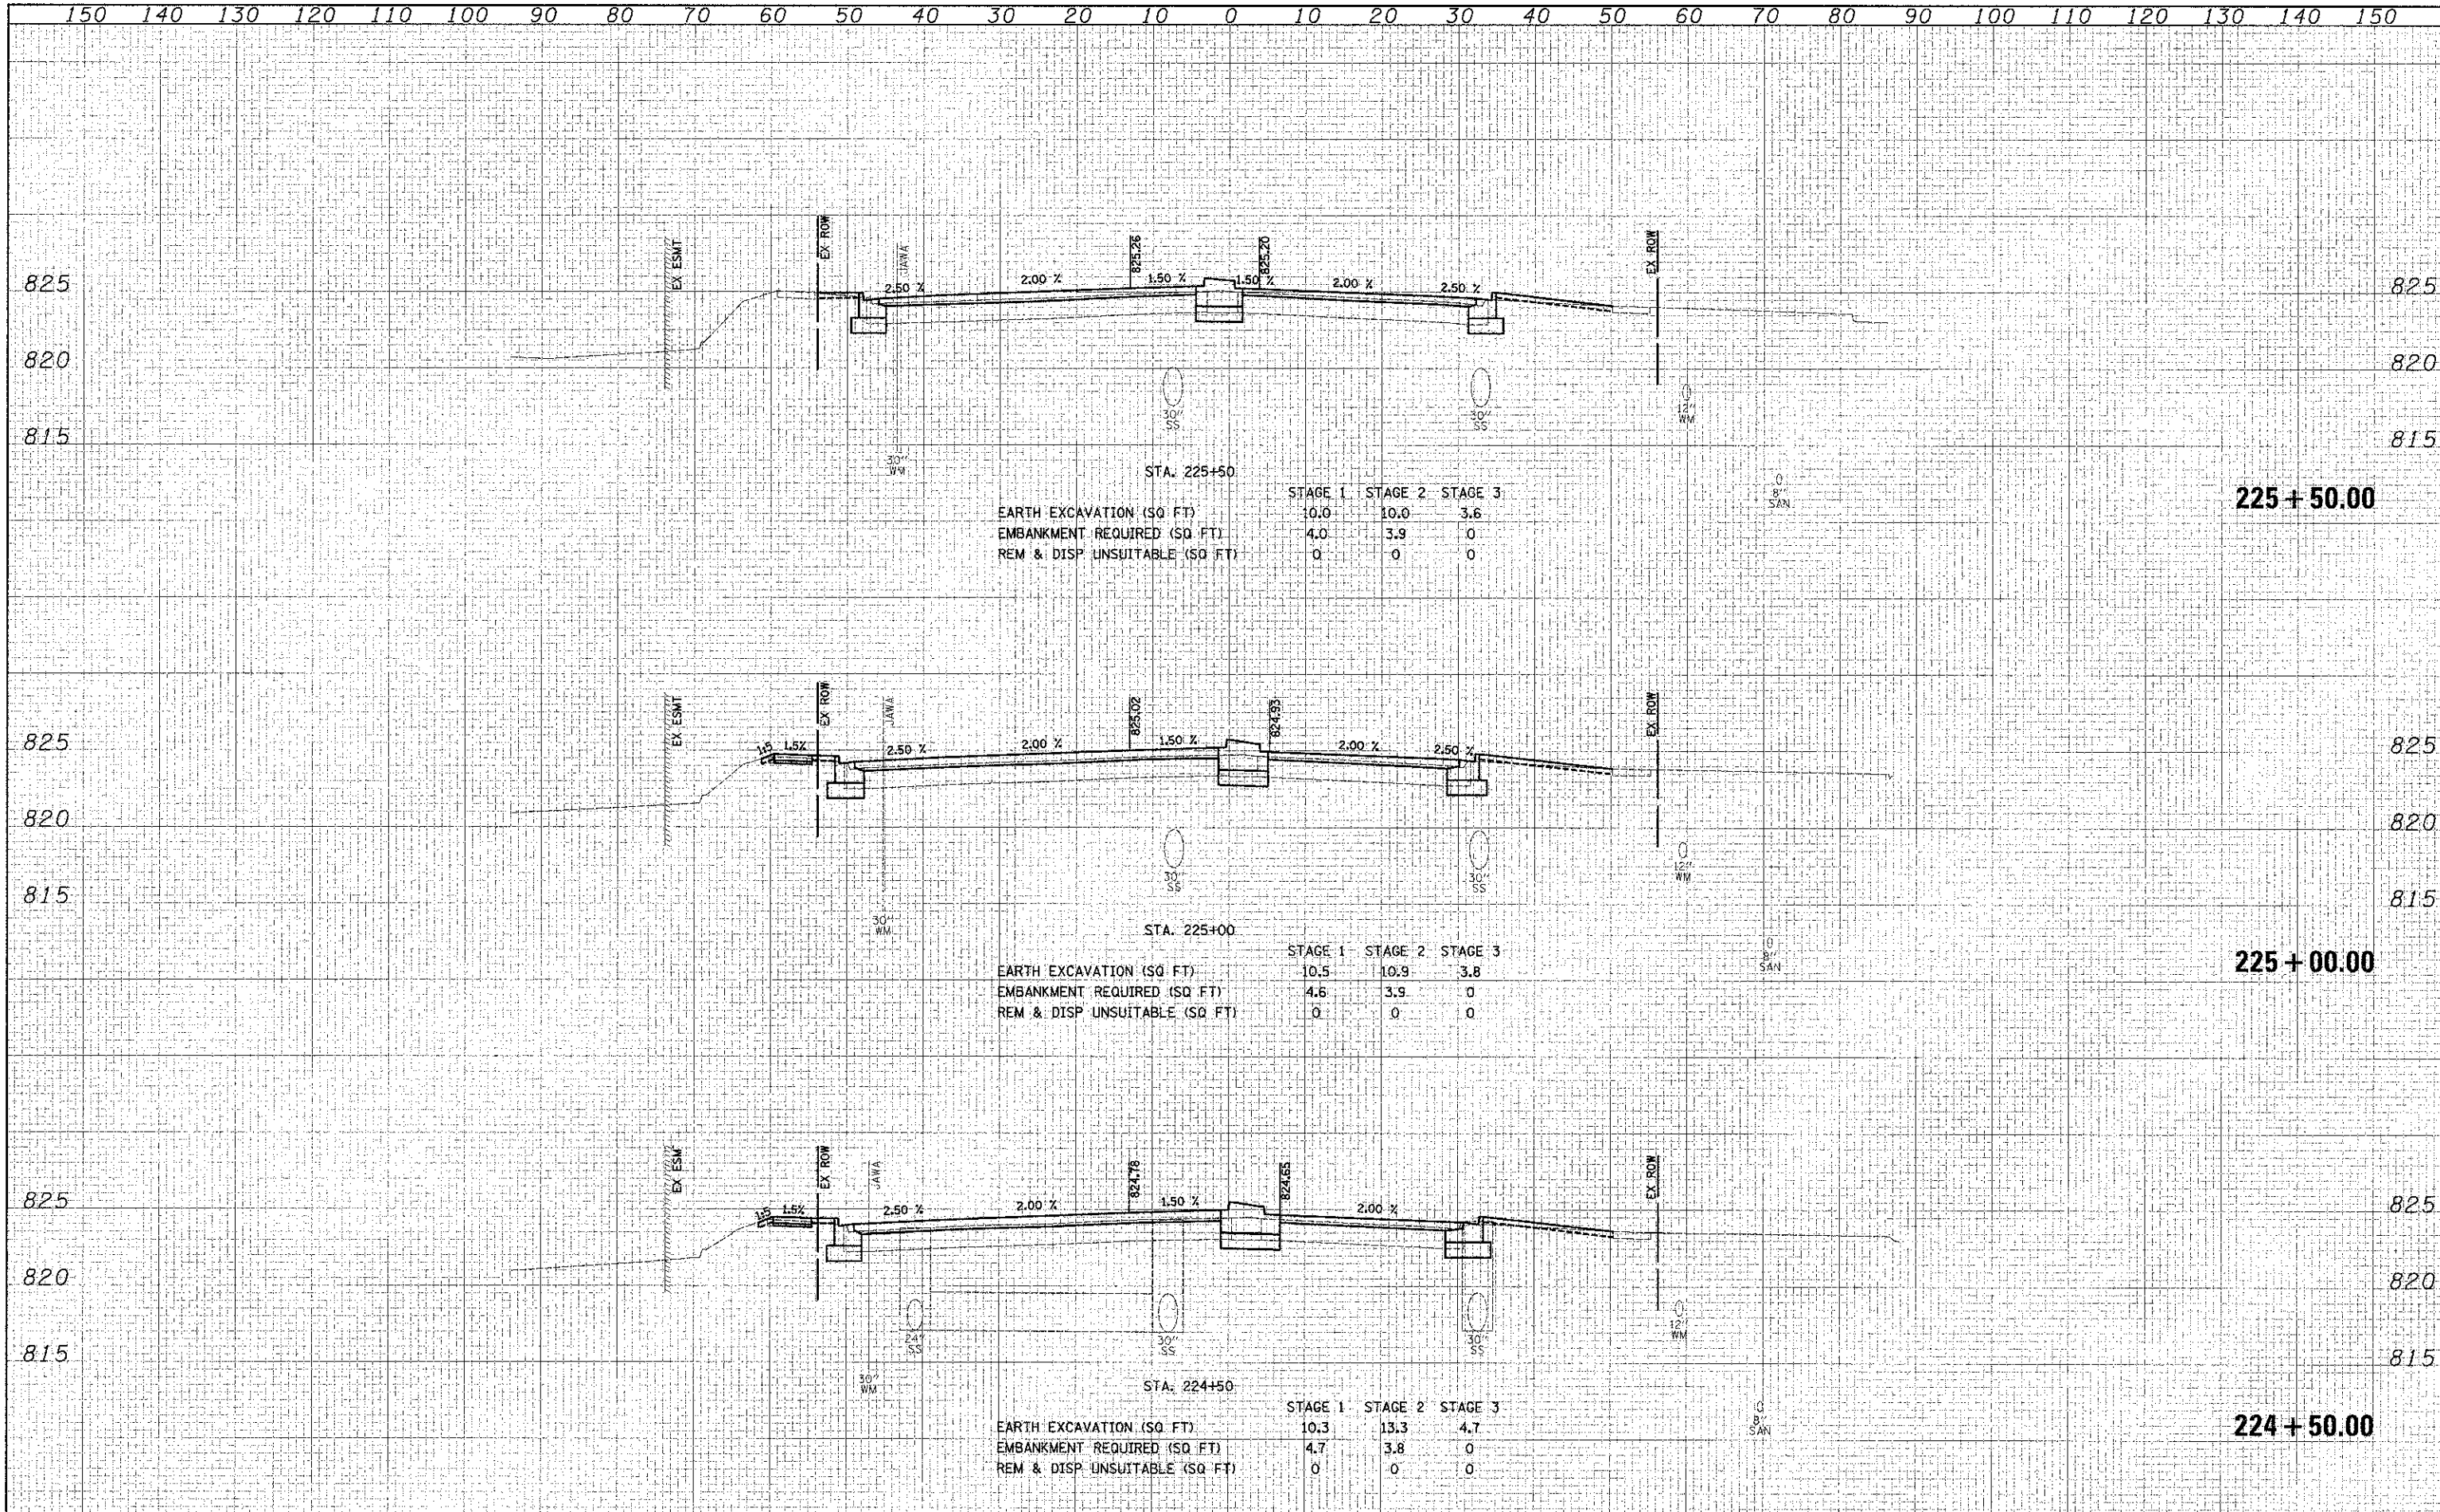 150 140 130 120 110 100 90 80 70 60 50 40 30 20 10 0 10 20 30 40 50 60 70 80 90 100 110 120 130 140 150
EX ESMT
EX ROW
JAWA
825.26
825.20
EX ROW
825 2.50 % 2.00 % 1.50 % 1.50 % 2.00 % 2.50 % 825
820 820
30" SS
30" SS
12" WM
815 815
30" WM
STA. 225+50
8" SAN
225 + 50.00
STAGE 1 STAGE 2 STAGE 3
EARTH EXCAVATION (SQ FT) 10.0 10.0 3.6
EMBANKMENT REQUIRED (SQ FT) 4.0 3.9 0
REM & DISP UNSUITABLE (SQ FT) 0 0 0
EX ESMT
EX ROW
JAWA
825.02
824.93
EX ROW
825 1:5 1.5% 2.50 % 2.00 % 1.50 % 2.00 % 2.50 % 825
820 820
30" SS
30" SS
12" WM
815 815
30" WM
STA. 225+00
8" SAN
225 + 00.00
STAGE 1 STAGE 2 STAGE 3
EARTH EXCAVATION (SQ FT) 10.5 10.9 3.8
EMBANKMENT REQUIRED (SQ FT) 4.6 3.9 0
REM & DISP UNSUITABLE (SQ FT) 0 0 0
EX ESM
EX ROW
JAWA
824.78
824.65
EX ROW
825 1:5 1.5% 2.50 % 2.00 % 1.50 % 2.00 % 825
820 820
24" SS
30" SS
30" SS
12" WM
815 815
30" WM
STA. 224+50
8" SAN
224 + 50.00
STAGE 1 STAGE 2 STAGE 3
EARTH EXCAVATION (SQ FT) 10.3 13.3 4.7
EMBANKMENT REQUIRED (SQ FT) 4.7 3.8 0
REM & DISP UNSUITABLE (SQ FT) 0 0 0